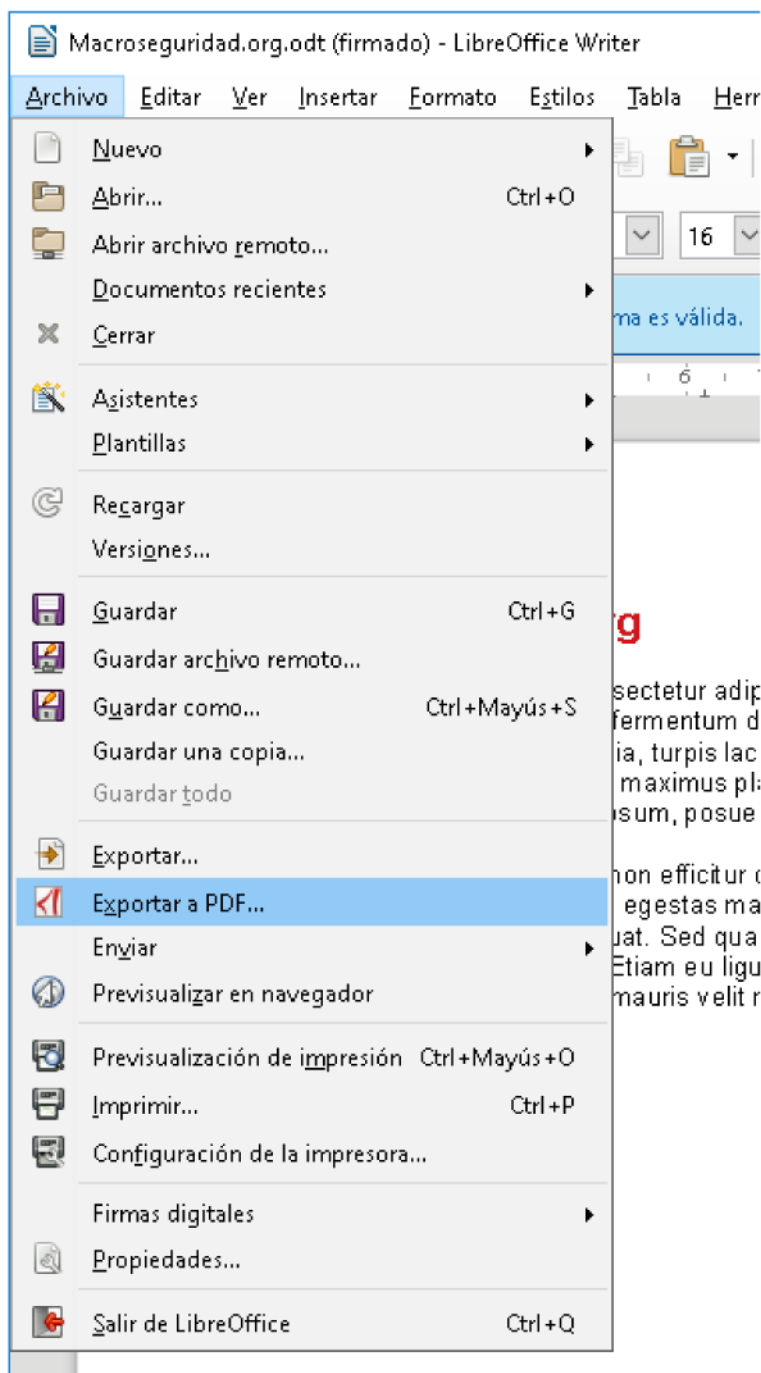 Macroseguridad.org.odt (firmado) - LibreOffice Writer
Archivo Editar Ver Insertar Formato Estilos Tabla Herr
Nuevo
Abrir... Ctrl+O
Abrir archivo remoto...
16
Documentos recientes
ma es válida.
Cerrar
6
Asistentes
Plantillas
Recargar
Versiones...
Guardar Ctrl+G
rg
Guardar archivo remoto...
Guardar como... Ctrl+Mayús+S
sectetur adip
fermentum d
Guardar una copia...
ia, turpis lac
maximus pla
Guardar todo
sum, posue
Exportar...
non efficitur
Exportar a PDF...
egestas ma
uat. Sed qua
Enviar
Etiam eu ligu
Previsualizar en navegador
mauris velit r
Previsualización de impresión Ctrl+Mayús+O
Imprimir... Ctrl+P
Configuración de la impresora...
Firmas digitales
Propiedades...
Salir de LibreOffice Ctrl+Q